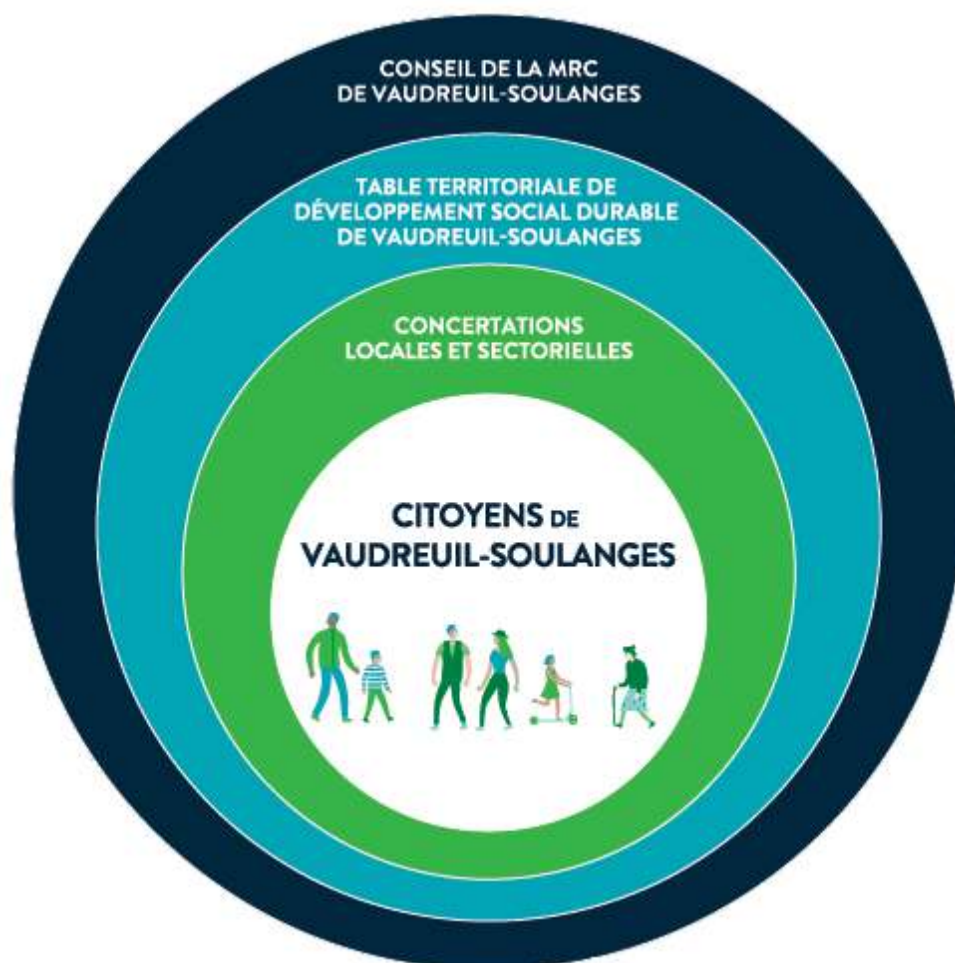 CONSEIL DE LA MRC
DE VAUDREUIL-SOULANGES
TABLE TERRITORIALE DE
DÉVELOPPEMENT SOCIAL DURABLE
DE VAUDREUIL-SOULANGES
CONCERTATIONS
LOCALES ET SECTORIELLES
CITOYENS DE
VAUDREUIL-SOULANGES